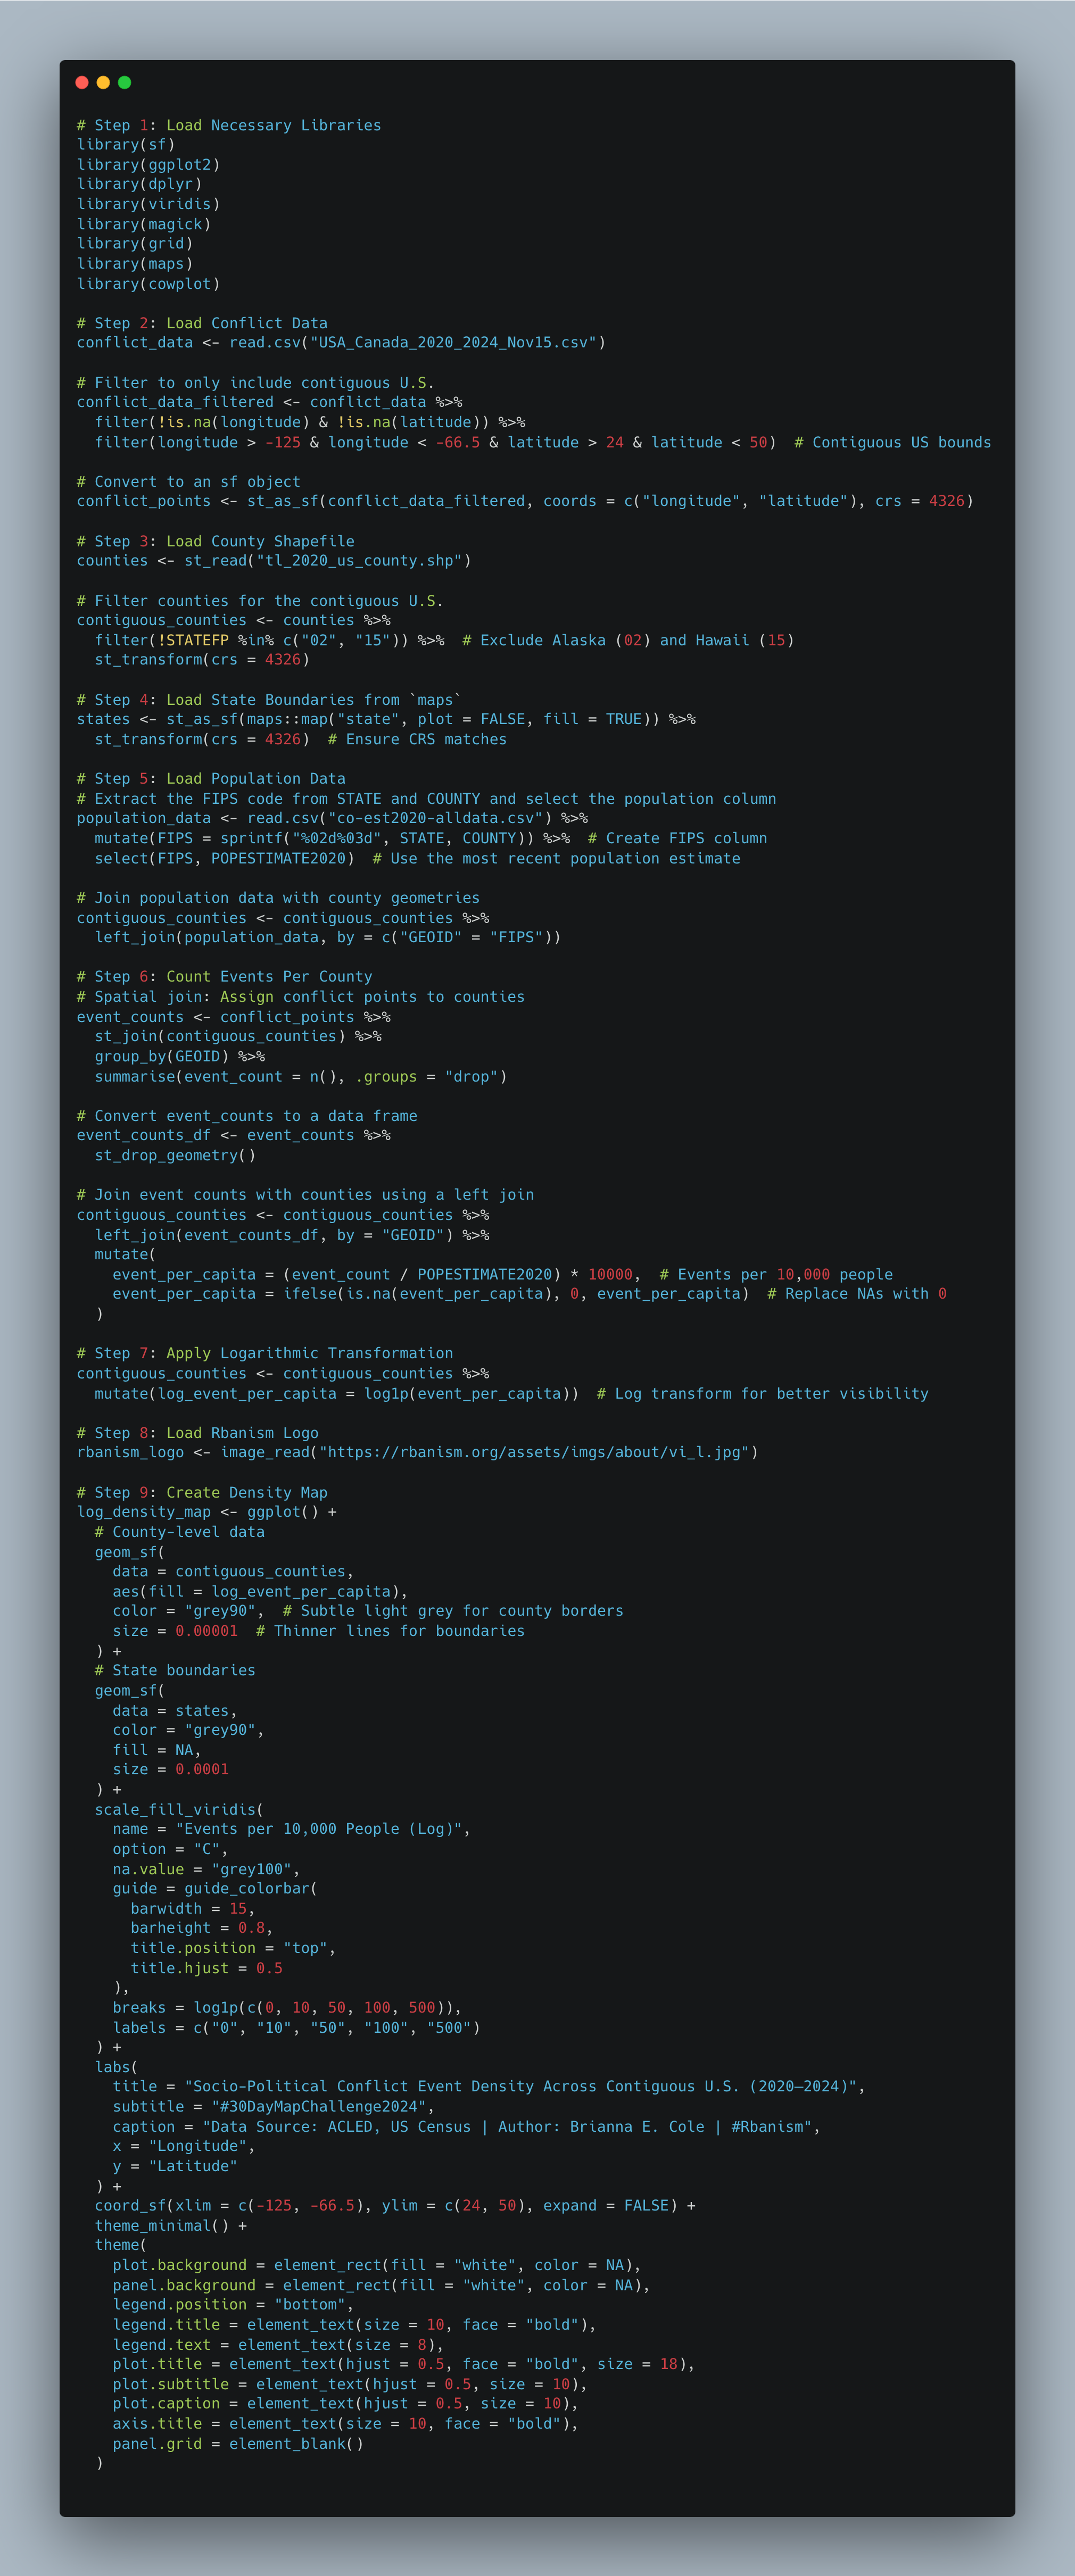 # Step 1: Load Necessary Libraries
library(sf)
library(ggplot2)
library(dplyr)
library(viridis)
library(magick)
library(grid)
library(maps)
library(cowplot)

# Step 2: Load Conflict Data
conflict_data <- read.csv("USA_Canada_2020_2024_Nov15.csv")

# Filter to only include contiguous U.S.
conflict_data_filtered <- conflict_data %>%
  filter(!is.na(longitude) & !is.na(latitude)) %>%
  filter(longitude > -125 & longitude < -66.5 & latitude > 24 & latitude < 50)  # Contiguous US bounds

# Convert to an sf object
conflict_points <- st_as_sf(conflict_data_filtered, coords = c("longitude", "latitude"), crs = 4326)

# Step 3: Load County Shapefile
counties <- st_read("tl_2020_us_county.shp")

# Filter counties for the contiguous U.S.
contiguous_counties <- counties %>%
  filter(!STATEFP %in% c("02", "15")) %>%  # Exclude Alaska (02) and Hawaii (15)
  st_transform(crs = 4326)

# Step 4: Load State Boundaries from `maps`
states <- st_as_sf(maps::map("state", plot = FALSE, fill = TRUE)) %>%
  st_transform(crs = 4326)  # Ensure CRS matches

# Step 5: Load Population Data
# Extract the FIPS code from STATE and COUNTY and select the population column
population_data <- read.csv("co-est2020-alldata.csv") %>%
  mutate(FIPS = sprintf("%02d%03d", STATE, COUNTY)) %>%  # Create FIPS column
  select(FIPS, POPESTIMATE2020)  # Use the most recent population estimate

# Join population data with county geometries
contiguous_counties <- contiguous_counties %>%
  left_join(population_data, by = c("GEOID" = "FIPS"))

# Step 6: Count Events Per County
# Spatial join: Assign conflict points to counties
event_counts <- conflict_points %>%
  st_join(contiguous_counties) %>%
  group_by(GEOID) %>%
  summarise(event_count = n(), .groups = "drop")

# Convert event_counts to a data frame
event_counts_df <- event_counts %>%
  st_drop_geometry()

# Join event counts with counties using a left join
contiguous_counties <- contiguous_counties %>%
  left_join(event_counts_df, by = "GEOID") %>%
  mutate(
    event_per_capita = (event_count / POPESTIMATE2020) * 10000,  # Events per 10,000 people
    event_per_capita = ifelse(is.na(event_per_capita), 0, event_per_capita)  # Replace NAs with 0
  )

# Step 7: Apply Logarithmic Transformation
contiguous_counties <- contiguous_counties %>%
  mutate(log_event_per_capita = log1p(event_per_capita))  # Log transform for better visibility

# Step 8: Load Rbanism Logo
rbanism_logo <- image_read("https://rbanism.org/assets/imgs/about/vi_l.jpg")

# Step 9: Create Density Map
log_density_map <- ggplot() +
  # County-level data
  geom_sf(
    data = contiguous_counties,
    aes(fill = log_event_per_capita),
    color = "grey90",  # Subtle light grey for county borders
    size = 0.00001  # Thinner lines for boundaries
  ) +
  # State boundaries
  geom_sf(
    data = states,
    color = "grey90",
    fill = NA,
    size = 0.0001
  ) +
  scale_fill_viridis(
    name = "Events per 10,000 People (Log)",
    option = "C",
    na.value = "grey100",
    guide = guide_colorbar(
      barwidth = 15,
      barheight = 0.8,
      title.position = "top",
      title.hjust = 0.5
    ),
    breaks = log1p(c(0, 10, 50, 100, 500)),
    labels = c("0", "10", "50", "100", "500")
  ) +
  labs(
    title = "Socio-Political Conflict Event Density Across Contiguous U.S. (2020–2024)",
    subtitle = "#30DayMapChallenge2024",
    caption = "Data Source: ACLED, US Census | Author: Brianna E. Cole | #Rbanism",
    x = "Longitude",
    y = "Latitude"
  ) +
  coord_sf(xlim = c(-125, -66.5), ylim = c(24, 50), expand = FALSE) +
  theme_minimal() +
  theme(
    plot.background = element_rect(fill = "white", color = NA),
    panel.background = element_rect(fill = "white", color = NA),
    legend.position = "bottom",
    legend.title = element_text(size = 10, face = "bold"),
    legend.text = element_text(size = 8),
    plot.title = element_text(hjust = 0.5, face = "bold", size = 18),
    plot.subtitle = element_text(hjust = 0.5, size = 10),
    plot.caption = element_text(hjust = 0.5, size = 10),
    axis.title = element_text(size = 10, face = "bold"),
    panel.grid = element_blank()
  )